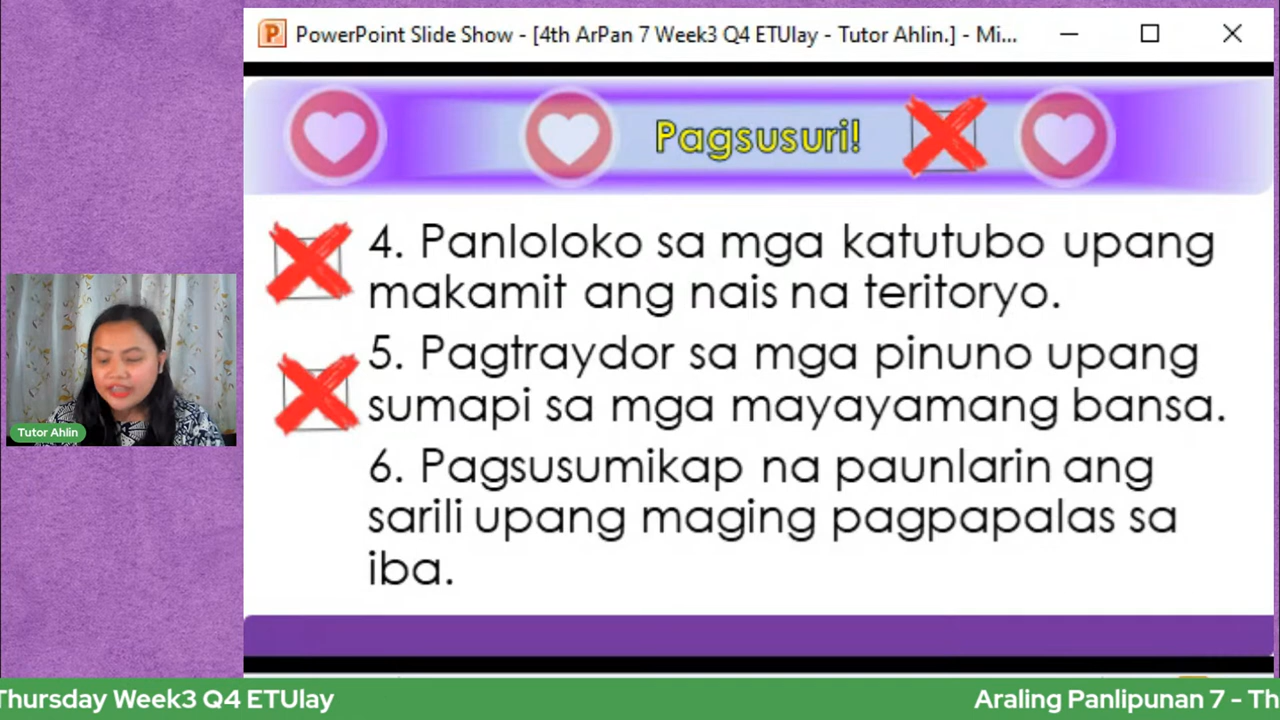 PowerPoint Slide Show - [4th ArPan 7 Week3 Q4 ETUlay - Tutor Ahlin.] - Mi...
Pagsusuri!
4. Panloloko sa mga katutubo upang
makamit ang nais na teritoryo.
5. Pagtraydor sa mga pinuno upang
sumapi sa mga mayayamang bansa.
6. Pagsusumikap na paunlarin ang
sarili upang maging pagpapalas sa
iba.
Tutor Ahlin
Thursday Week3 Q4 ETUlay
Araling Panlipunan 7 - Th